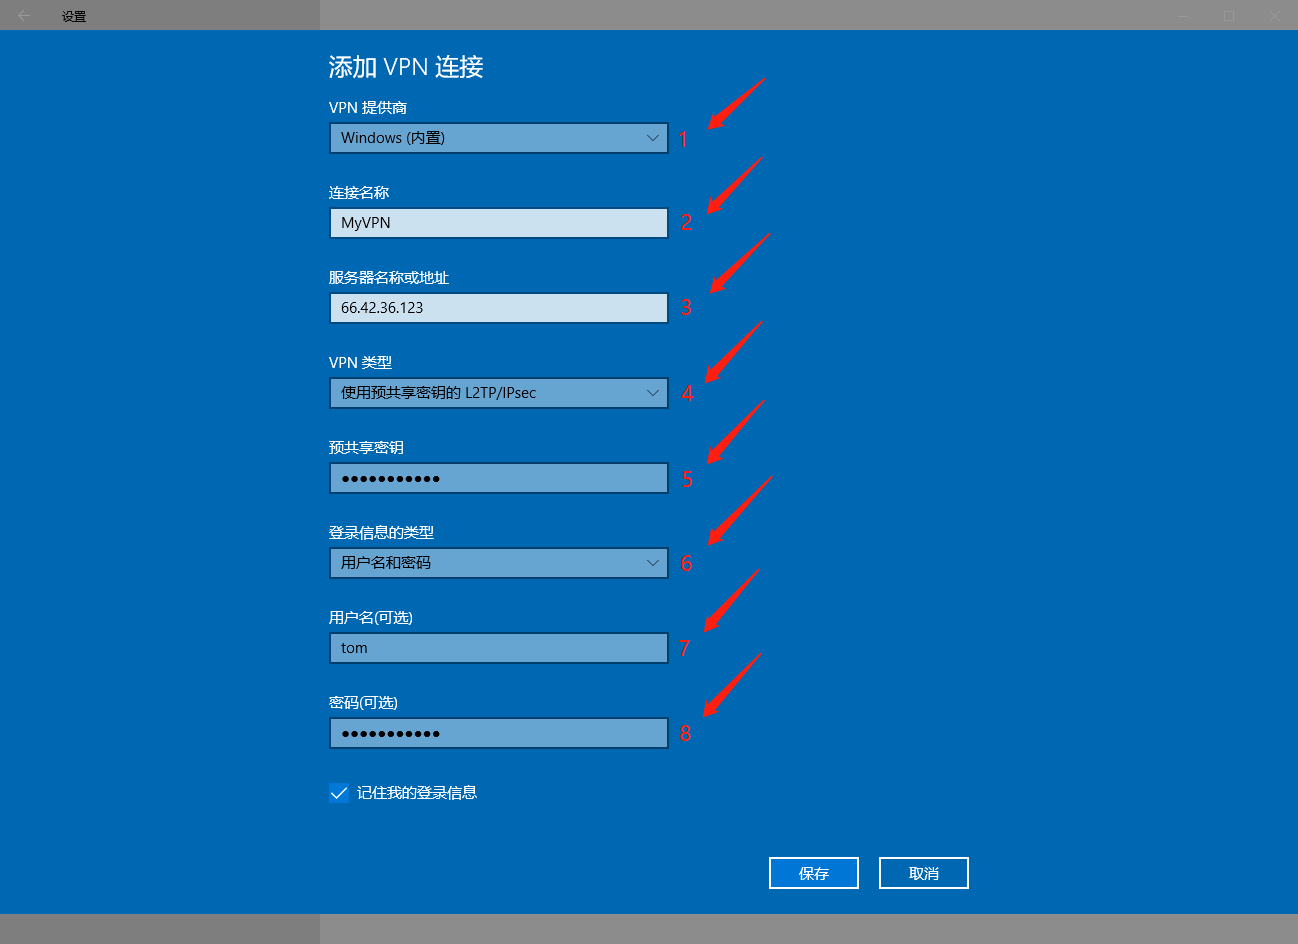 设置
添加 VPN 连接
VPN 提供商
Windows (内置)
1
连接名称
MyVPN
2
服务器名称或地址
66.42.36.123
3
VPN 类型
使用预共享密钥的 L2TP/IPsec
4
预共享密钥
●●●●●●●●●●●
5
登录信息的类型
用户名和密码
6
用户名(可选)
tom
7
密码(可选)
●●●●●●●●●●●
8
记住我的登录信息
保存 取消